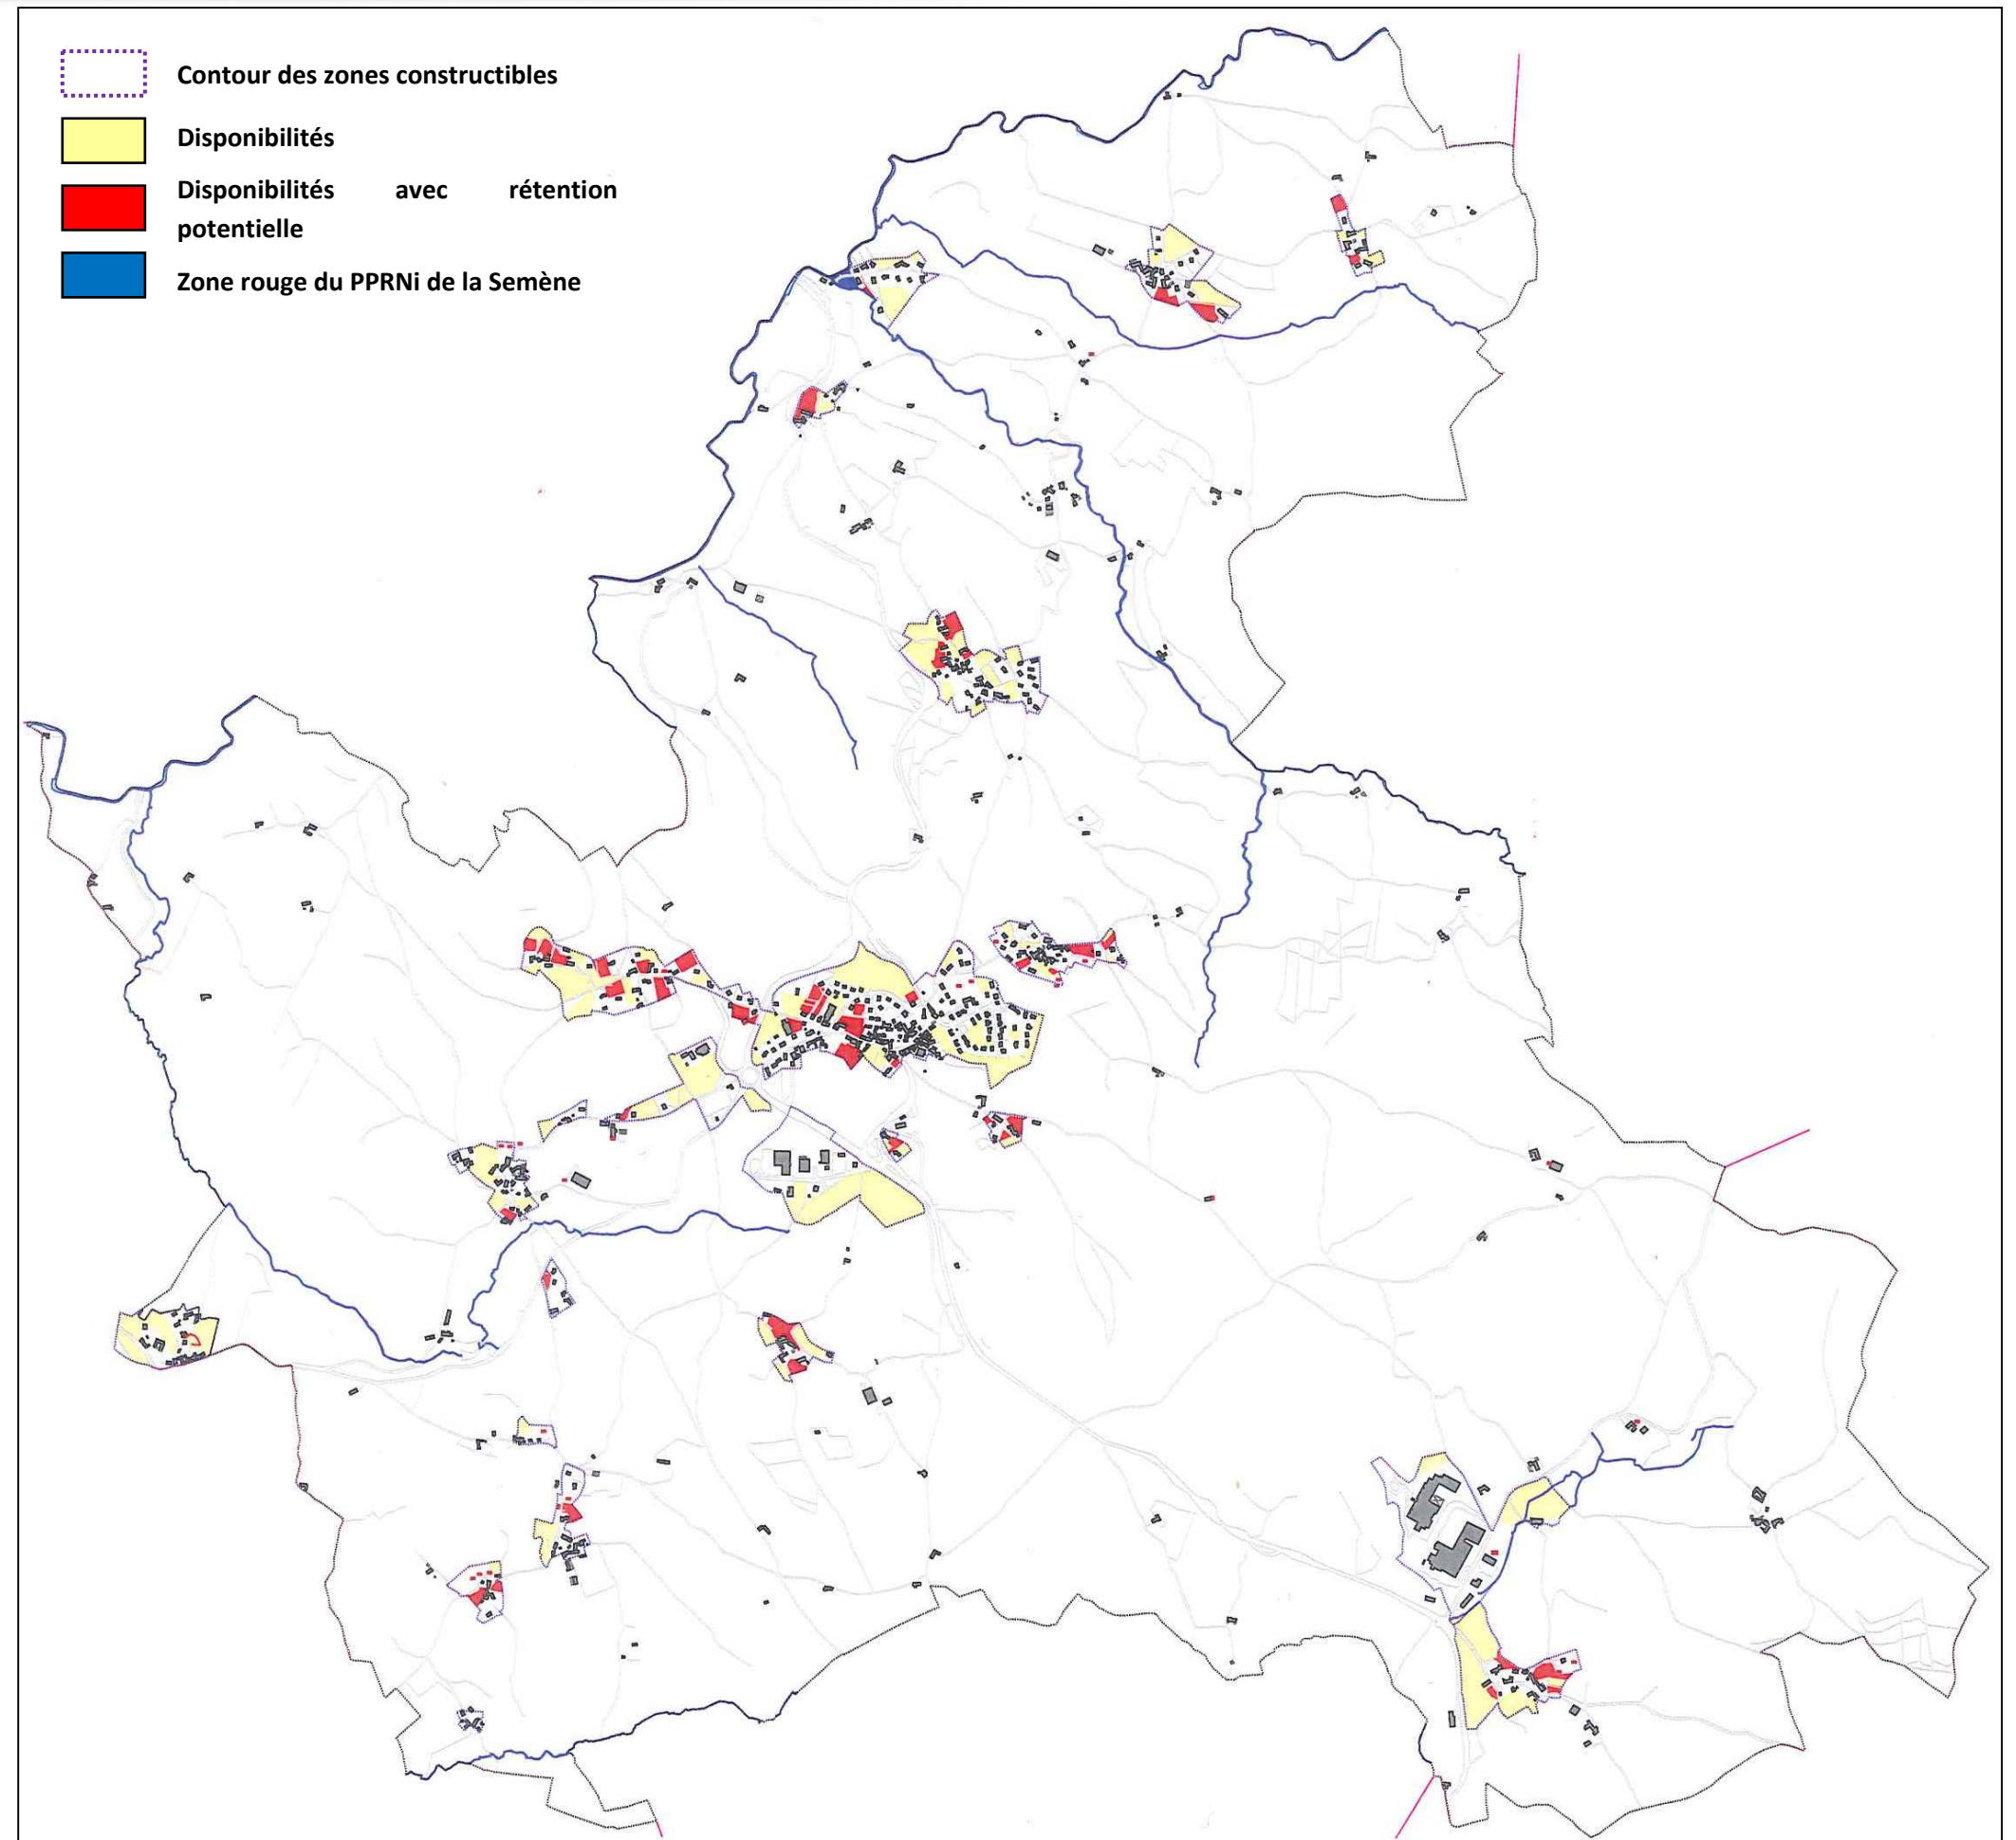 Contour des zones constructibles
Disponibilités
Disponibilités avec rétention
potentielle
Zone rouge du PPRNi de la Semène